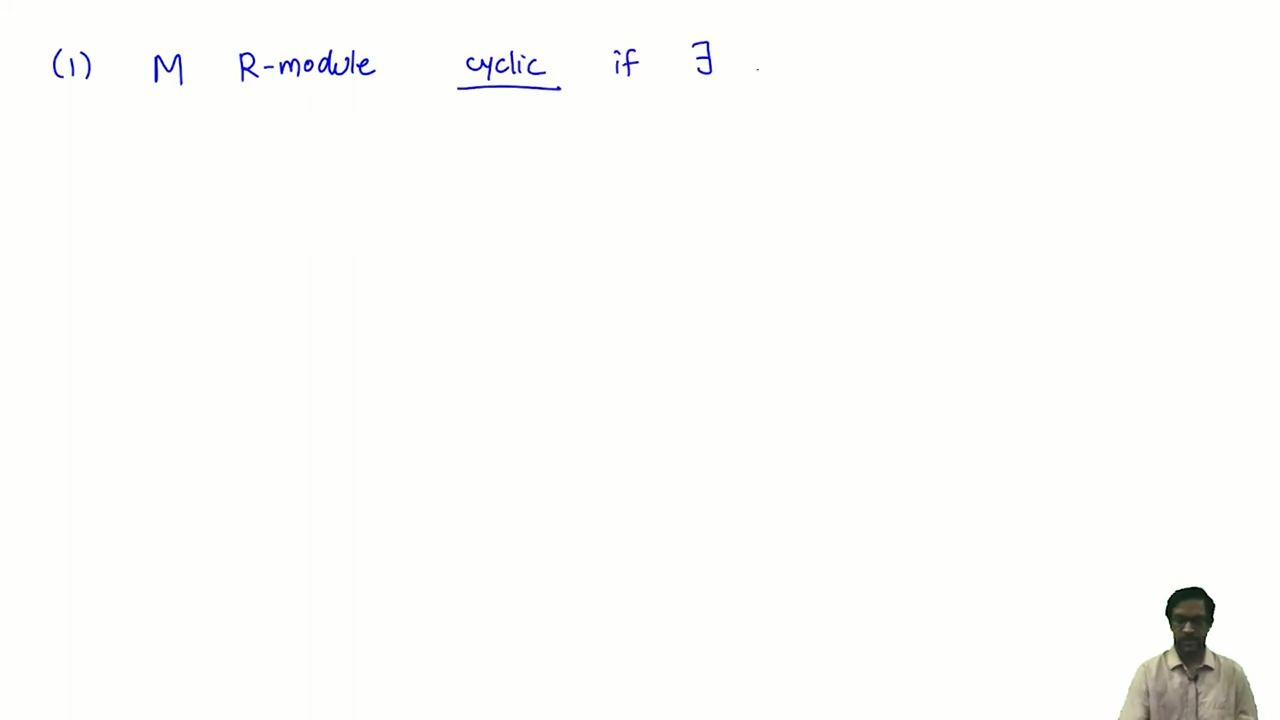 (1) M R-module cyclic if ∃